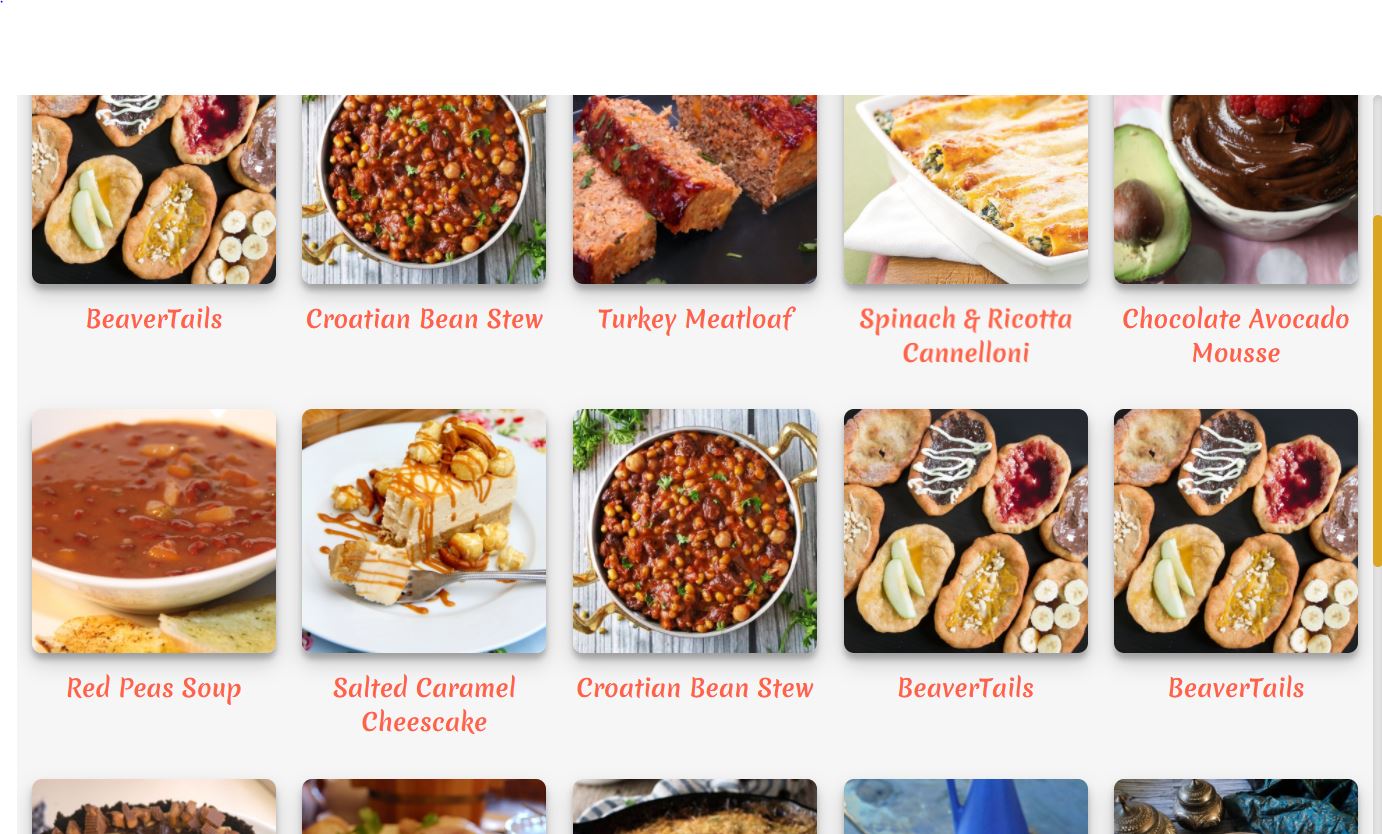 BeaverTails
Croatian Bean Stew
Turkey Meatloaf
Spinach & Ricotta
Cannelloni
Chocolate Avocado
Mousse
Red Peas Soup
Salted Caramel
Cheescake
Croatian Bean Stew
BeaverTails
BeaverTails